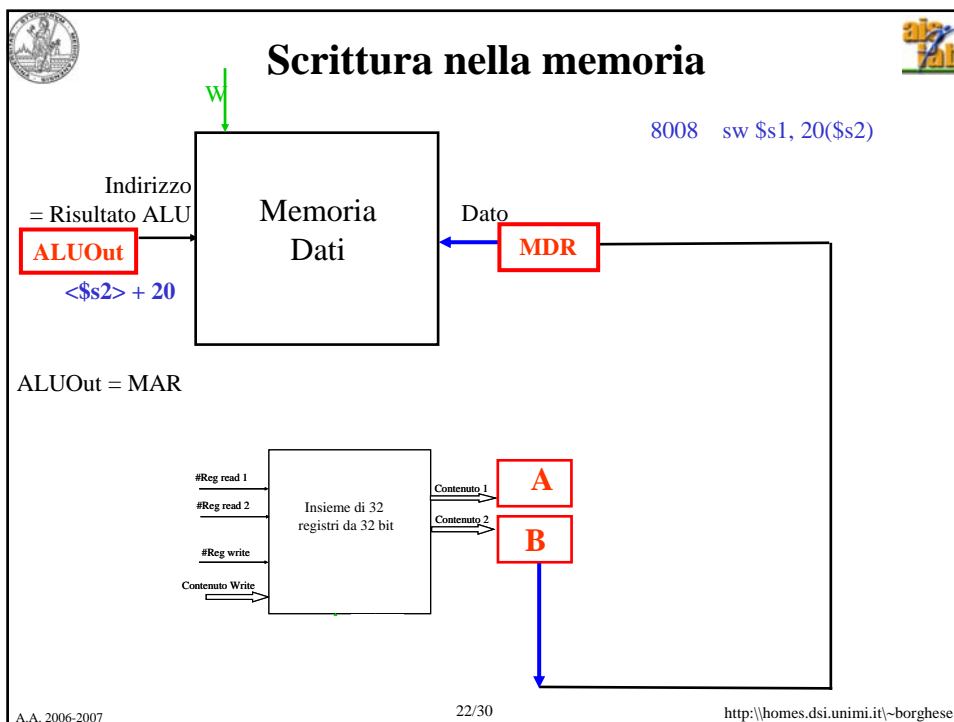 Scrittura nella memoria
W
8008 sw $s1, 20($s2)
Indirizzo
= Risultato ALU
ALUOut
<$s2> + 20
Memoria
Dati
Dato
MDR
ALUOut = MAR
#Reg read 1
#Reg read 2
#Reg write
Contenuto Write
Insieme di 32
registri da 32 bit
Contenuto 1
Contenuto 2
A
B
A.A. 2006-2007
22/30
http:\\homes.dsi.unimi.it\~borghese